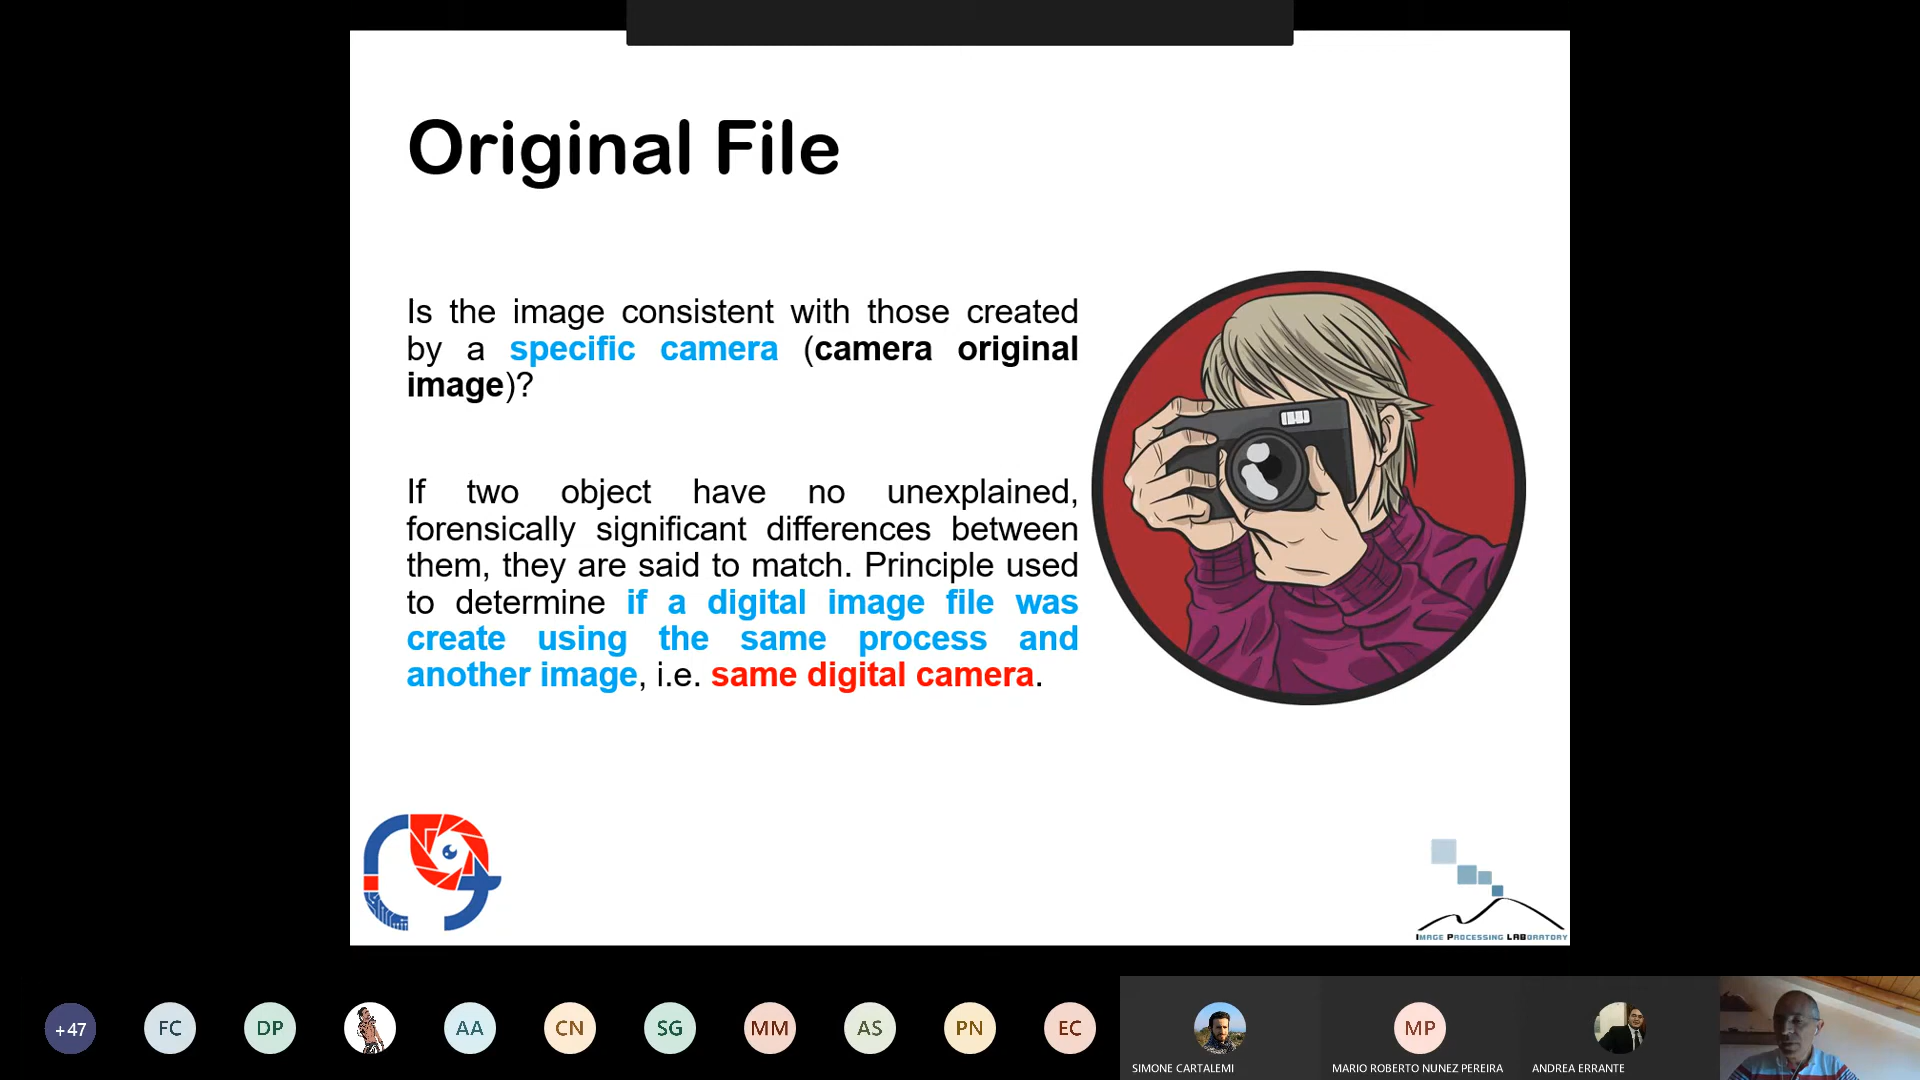 Original File
Is the image consistent with those created
by a specific camera (camera original
image)?
If two object have no unexplained,
forensically significant differences between
them, they are said to match. Principle used
to determine if a digital image file was
create using the same process and
another image, i.e. same digital camera.
IMAGE PROCESSING LABORATORY
+47
FC
DP
AA
CN
SG
MM
AS
PN
EC
MP
SIMONE CARTALEMI
MARIO ROBERTO NUNEZ PEREIRA
ANDREA ERRANTE